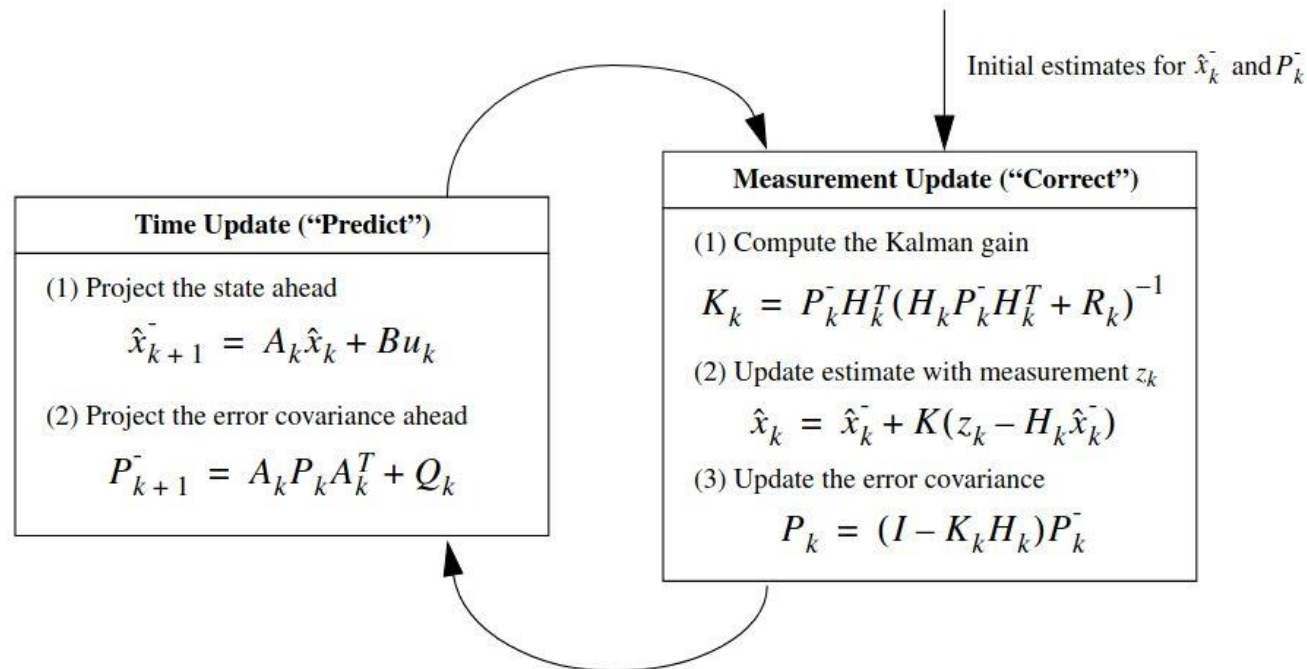 Initial estimates for x̂ₖ⁻ and Pₖ⁻
Time Update (“Predict”)
(1) Project the state ahead
x̂⁻ₖ₊₁ = Aₖx̂ₖ + Buₖ
(2) Project the error covariance ahead
P⁻ₖ₊₁ = AₖPₖAₖᵀ + Qₖ
Measurement Update (“Correct”)
(1) Compute the Kalman gain
Kₖ = Pₖ⁻Hₖᵀ(HₖPₖ⁻Hₖᵀ + Rₖ)⁻¹
(2) Update estimate with measurement zₖ
x̂ₖ = x̂ₖ⁻ + K(zₖ – Hₖx̂ₖ⁻)
(3) Update the error covariance
Pₖ = (I – KₖHₖ)Pₖ⁻